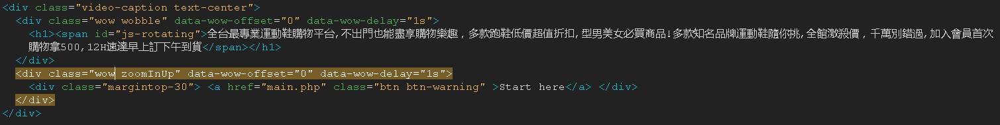 <div class="video-caption text-center">
<div class="wow wobble" data-wow-offset="0" data-wow-delay="1s">
<h1><span id="js-rotating">全台最專業運動鞋購物平台,不出門也能盡享購物樂趣，多款跑鞋低價超值折扣,型男美女必買商品!多款知名品牌運動鞋隨你挑,全館激殺價，千萬別錯過,加入會員首次
購物拿500,12H速達早上訂下午到貨</span></h1>
</div>
<div class="wow zoomInUp" data-wow-offset="0" data-wow-delay="1s">
<div class="margintop-30"> <a href="main.php" class="btn btn-warning" >Start here</a> </div>
</div>
</div>